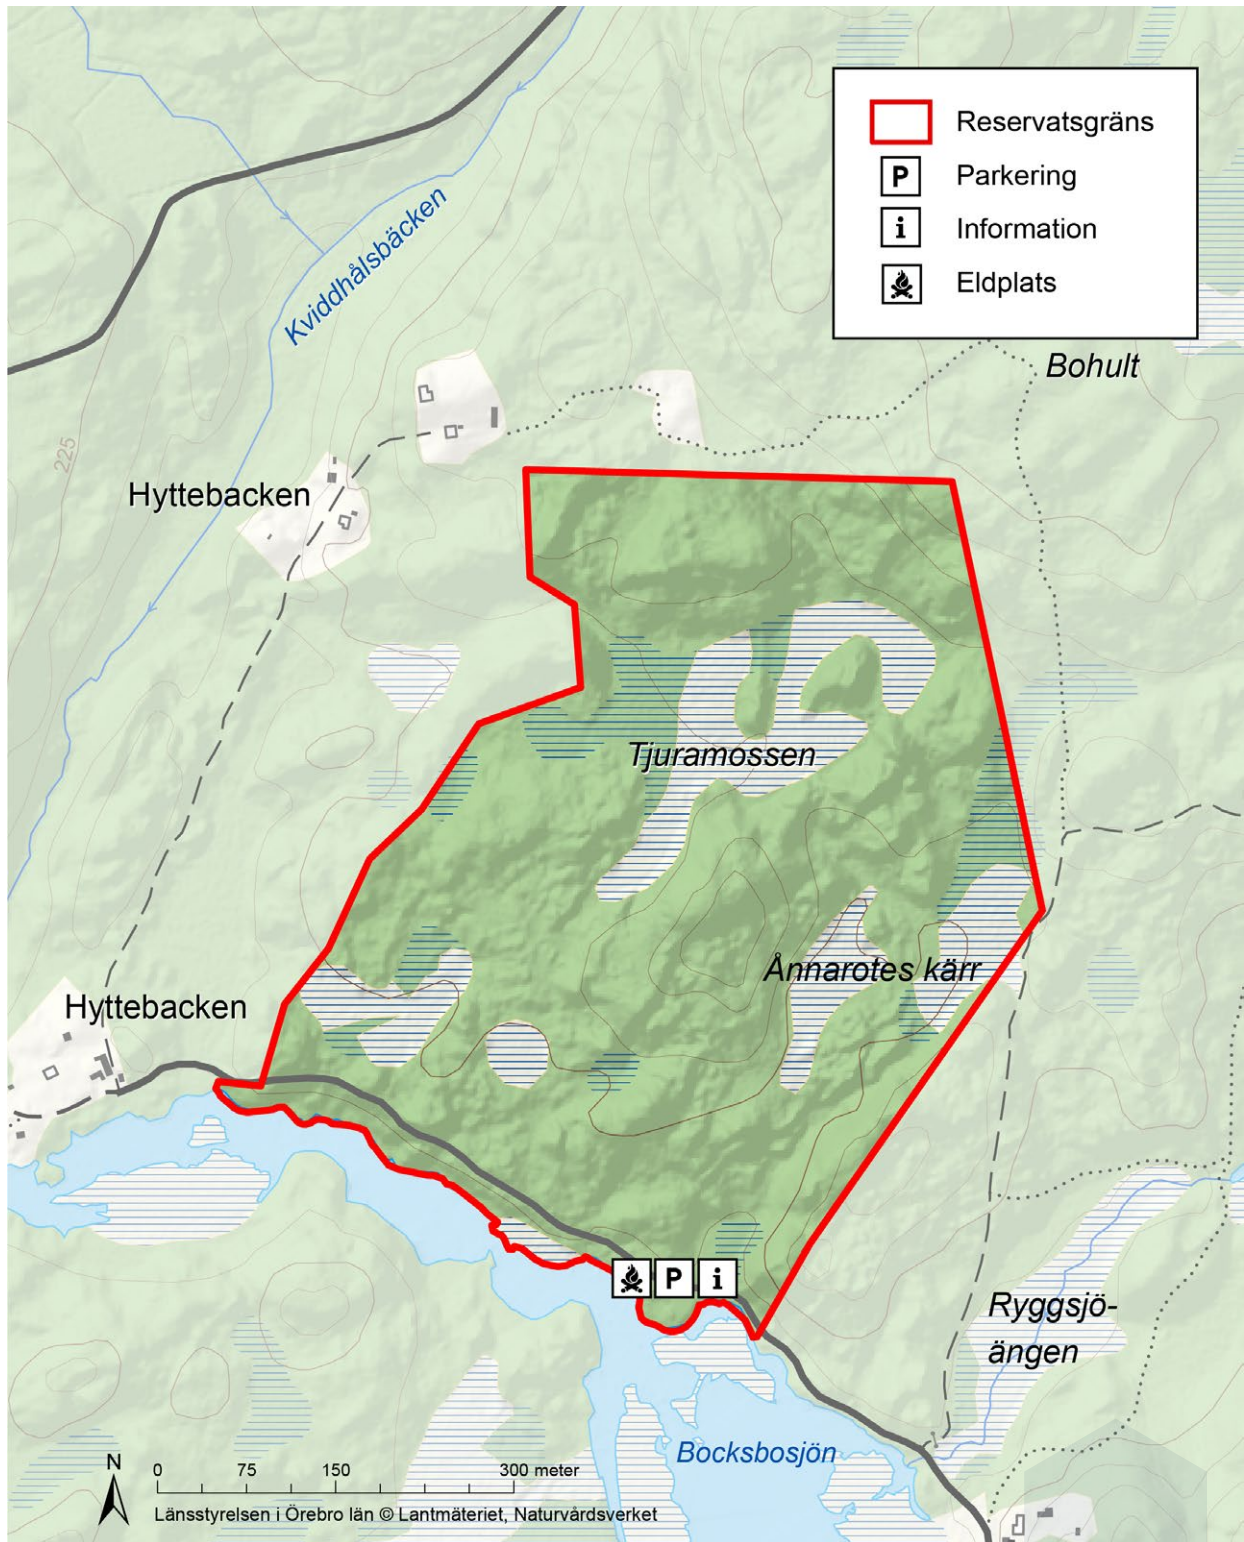 Reservatsgräns
P Parkering
i Information
Eldplats
Kviddhålsbäcken
Bohult
225
Hyttebacken
Tjuramossen
Ånnarotes kärr
Hyttebacken
P i
Ryggsjö-
ängen
Bocksbosjön
N
0 75 150 300 meter
Länsstyrelsen i Örebro län © Lantmäteriet, Naturvårdsverket